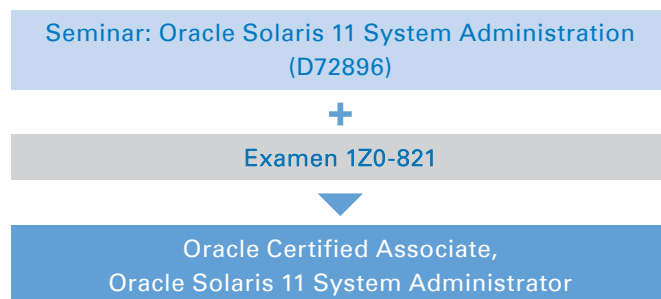 Seminar: Oracle Solaris 11 System Administration
(D72896)
+
Examen 1Z0-821
Oracle Certified Associate,
Oracle Solaris 11 System Administrator